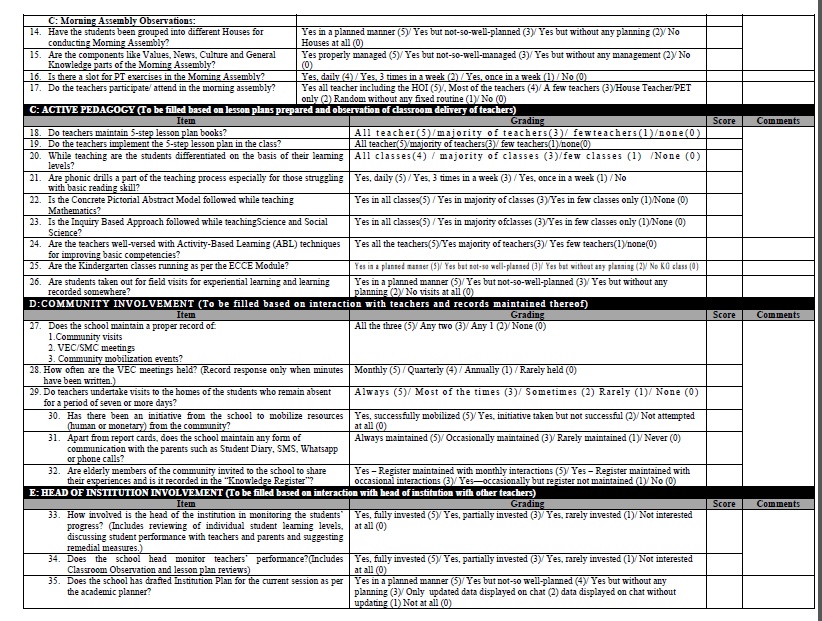 C: Morning Assembly Observations:
14. Have the students been grouped into different Houses for
conducting Morning Assembly?
Yes in a planned manner (5)/ Yes but not-so-well-planned (3)/ Yes but without any planning (2)/ No
Houses at all (0)
15. Are the components like Values, News, Culture and General
Knowledge parts of the Morning Assembly?
Yes properly managed (5)/ Yes but not-so-well-managed (3)/ Yes but without any management (2)/ No
(0)
16. Is there a slot for PT exercises in the Morning Assembly?
Yes, daily (4) / Yes, 3 times in a week (2) / Yes, once in a week (1) / No (0)
17. Do the teachers participate/ attend in the morning assembly?
Yes all teacher including the HOI (5)/, Most of the teachers (4)/ A few teachers (3)/House Teacher/PET
only (2) Random without any fixed routine (1)/ No (0)
C: ACTIVE PEDAGOGY (To be filled based on lesson plans prepared and observation of classroom delivery of teachers)
Item Grading Score Comments
18. Do teachers maintain 5-step lesson plan books?
All teacher(5)/majority of teachers(3)/ fewteachers(1)/none(0)
19. Do the teachers implement the 5-step lesson plan in the class?
All teacher(5)/majority of teachers(3)/ few teachers(1)/none(0)
20. While teaching are the students differentiated on the basis of their learning
levels?
All classes(4) / majority of classes (3)/few classes (1) /None (0)
21. Are phonic drills a part of the teaching process especially for those struggling
with basic reading skill?
Yes, daily (5) / Yes, 3 times in a week (3) / Yes, once in a week (1) / No
22. Is the Concrete Pictorial Abstract Model followed while teaching
Mathematics?
Yes in all classes(5) / Yes in majority of classes (3)/Yes in few classes only (1)/None (0)
23. Is the Inquiry Based Approach followed while teachingScience and Social
Science?
Yes in all classes(5) / Yes in majority ofclasses (3)/Yes in few classes only (1)/None (0)
24. Are the teachers well-versed with Activity-Based Learning (ABL) techniques
for improving basic competencies?
Yes all the teachers(5)/Yes majority of teachers(3)/ Yes few teachers(1)/none(0)
25. Are the Kindergarten classes running as per the ECCE Module?
Yes in a planned manner (5)/ Yes but not-so well-planned (3)/ Yes but without any planning (2)/ No KG class (0)
26. Are students taken out for field visits for experiential learning and learning
recorded somewhere?
Yes in a planned manner (5)/ Yes but not-so-well-planned (3)/ Yes but without any
planning (2)/ No visits at all (0)
D:COMMUNITY INVOLVEMENT (To be filled based on interaction with teachers and records maintained thereof)
Item Grading Score Comments
27. Does the school maintain a proper record of:
1.Community visits
2. VEC/SMC meetings
3. Community mobilization events?
All the three (5)/ Any two (3)/ Any 1 (2)/ None (0)
28. How often are the VEC meetings held? (Record response only when minutes
have been written.)
Monthly (5) / Quarterly (4) / Annually (1) / Rarely held (0)
29. Do teachers undertake visits to the homes of the students who remain absent
for a period of seven or more days?
Always (5)/ Most of the times (3)/ Sometimes (2) Rarely (1)/ None (0)
30. Has there been an initiative from the school to mobilize resources
(human or monetary) from the community?
Yes, successfully mobilized (5)/ Yes, initiative taken but not successful (2)/ Not attempted
at all (0)
31. Apart from report cards, does the school maintain any form of
communication with the parents such as Student Diary, SMS, Whatsapp
or phone calls?
Always maintained (5)/ Occasionally maintained (3)/ Rarely maintained (1)/ Never (0)
32. Are elderly members of the community invited to the school to share
their experiences and is it recorded in the "Knowledge Register"?
Yes – Register maintained with monthly interactions (5)/ Yes – Register maintained with
occasional interactions (3)/ Yes—occasionally but register not maintained (1)/ No (0)
E: HEAD OF INSTITUTION INVOLVEMENT (To be filled based on interaction with head of institution with other teachers)
Item Grading Score Comments
33. How involved is the head of the institution in monitoring the students'
progress? (Includes reviewing of individual student learning levels,
discussing student performance with teachers and parents and suggesting
remedial measures.)
Yes, fully invested (5)/ Yes, partially invested (3)/ Yes, rarely invested (1)/ Not interested
at all (0)
34. Does the school head monitor teachers' performance?(Includes
Classroom Observation and lesson plan reviews)
Yes, fully invested (5)/ Yes, partially invested (3)/ Yes, rarely invested (1)/ Not interested
at all (0)
35. Does the school has drafted Institution Plan for the current session as per
the academic planner?
Yes in a planned manner (5)/ Yes but not-so well-planned (4)/ Yes but without any
planning (3)/ Only updated data displayed on chat (2) data displayed on chat without
updating (1) Not at all (0)